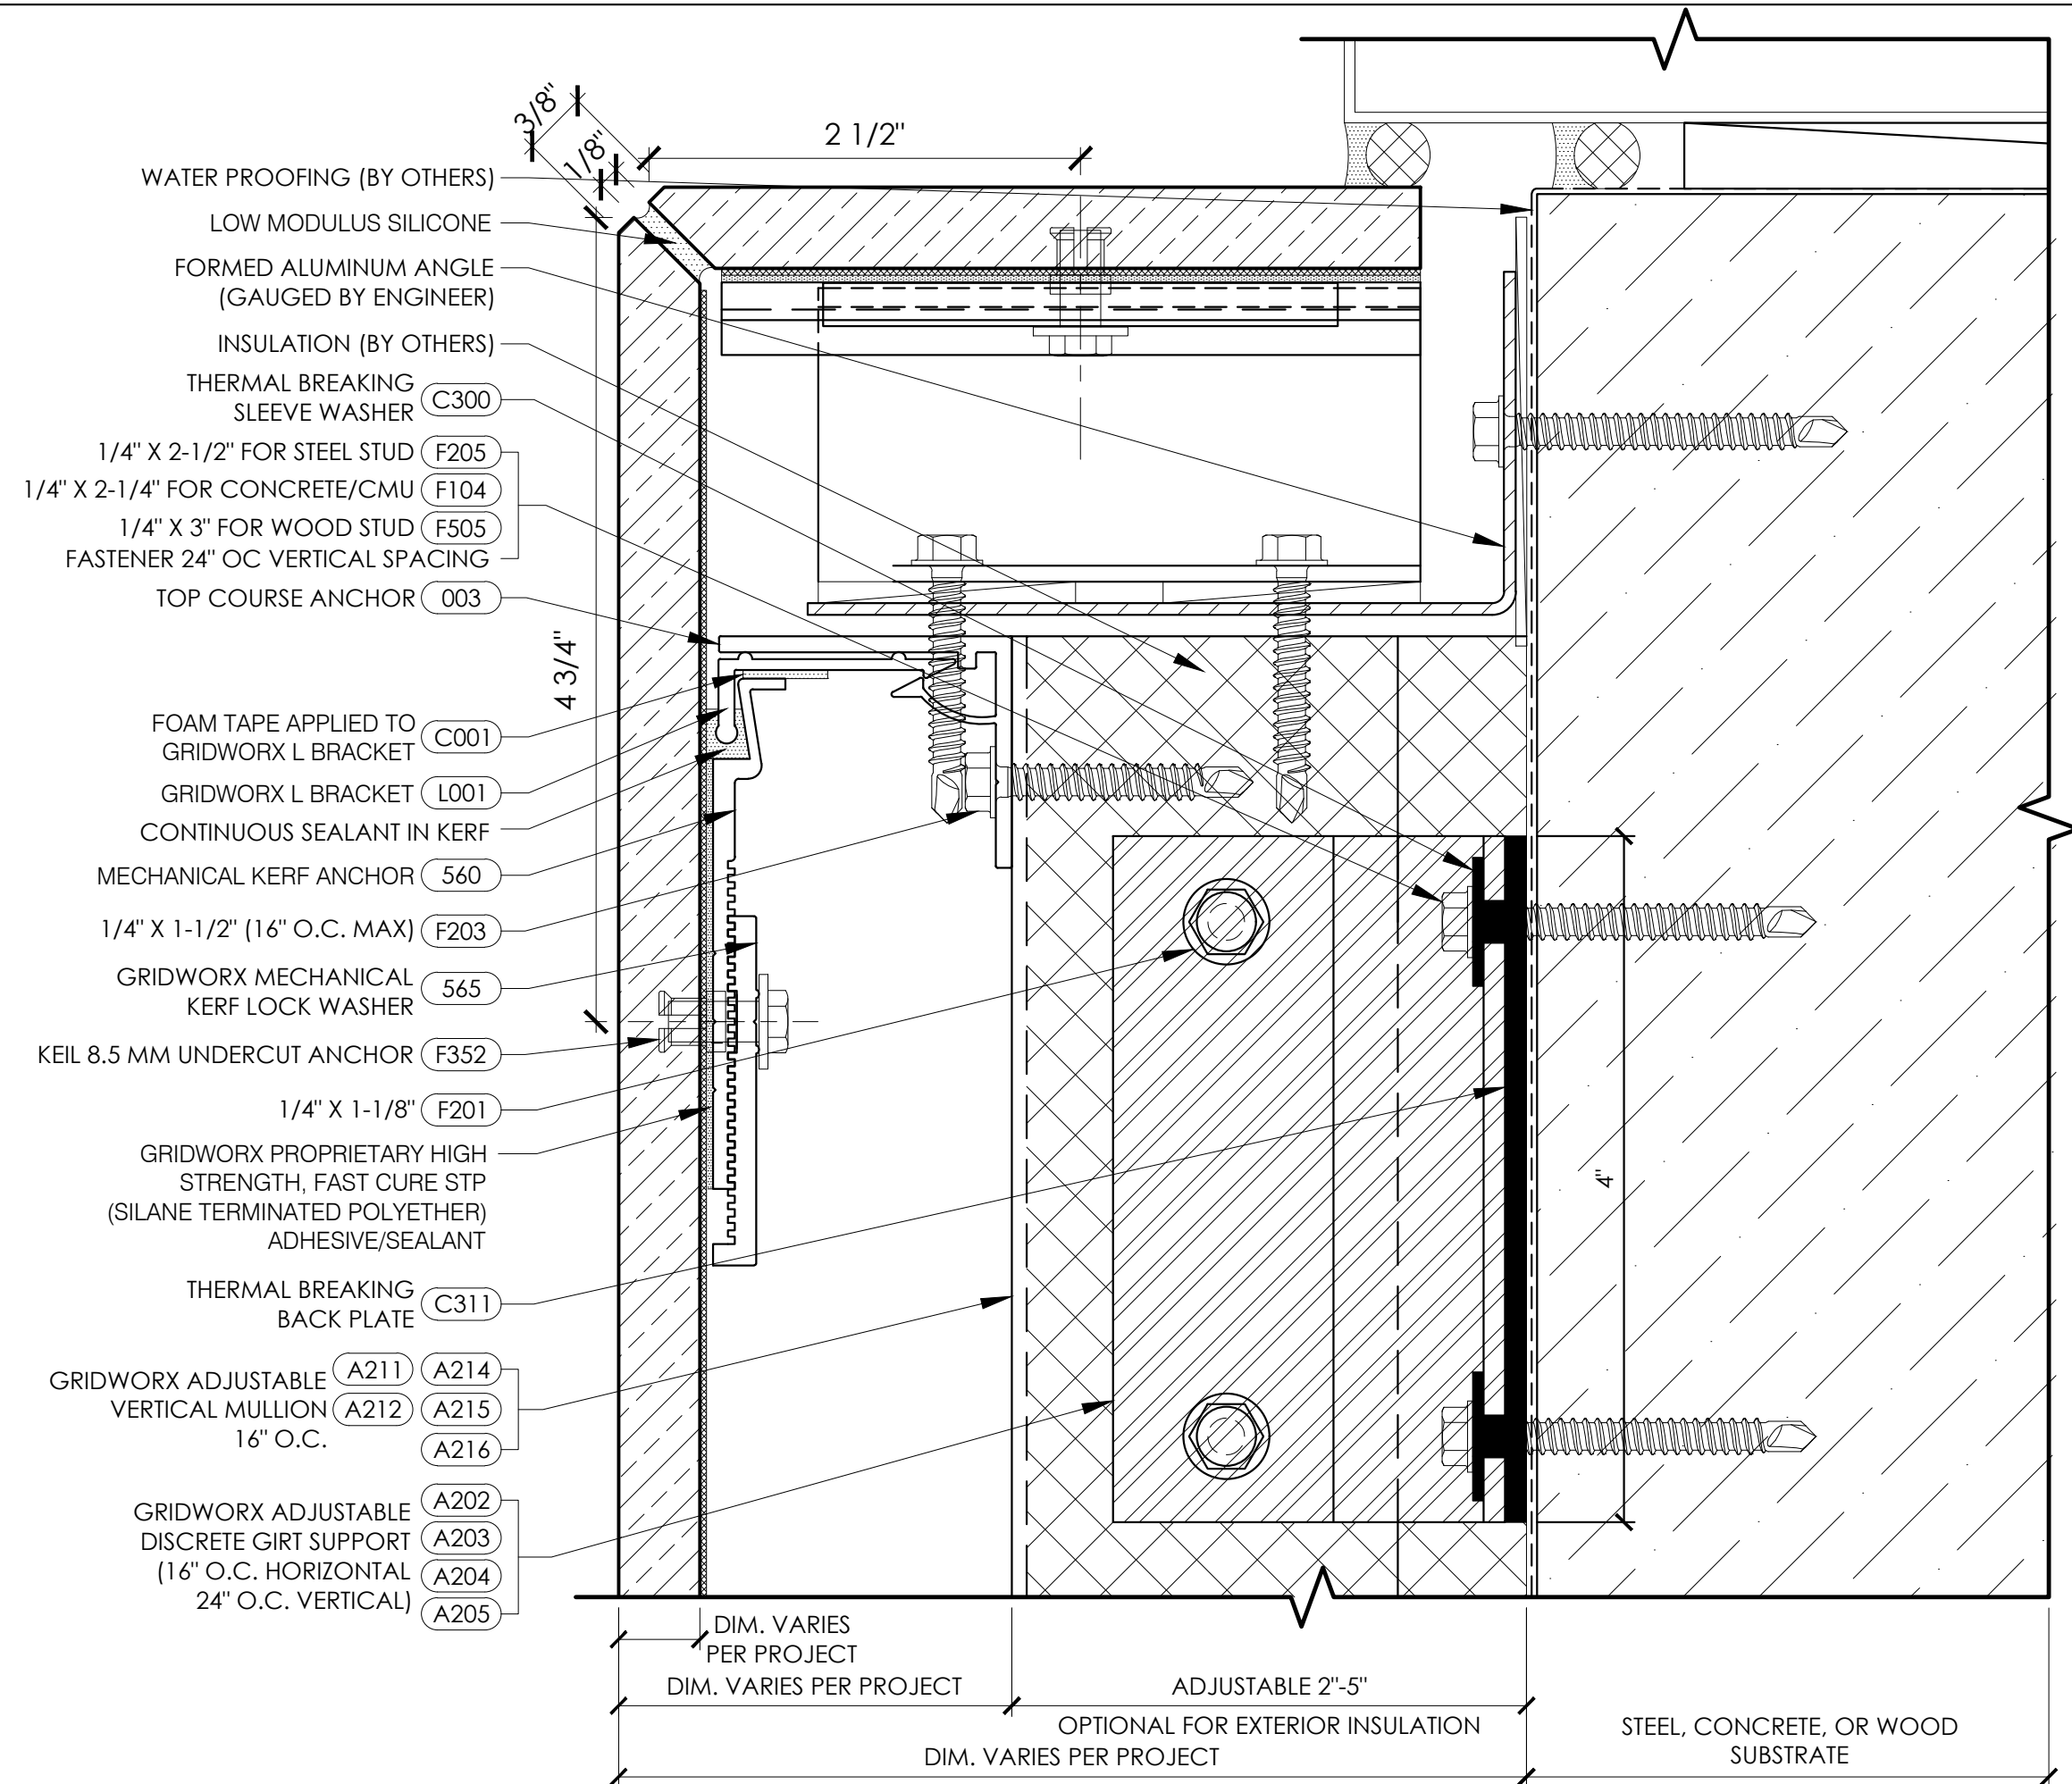 3/8"
1/8"
2 1/2"
WATER PROOFING (BY OTHERS)
LOW MODULUS SILICONE
FORMED ALUMINUM ANGLE
(GAUGED BY ENGINEER)
INSULATION (BY OTHERS)
THERMAL BREAKING
SLEEVE WASHER C300
1/4" X 2-1/2" FOR STEEL STUD F205
1/4" X 2-1/4" FOR CONCRETE/CMU F104
1/4" X 3" FOR WOOD STUD F505
FASTENER 24" OC VERTICAL SPACING
TOP COURSE ANCHOR 003
4 3/4"
FOAM TAPE APPLIED TO
GRIDWORX L BRACKET C001
GRIDWORX L BRACKET L001
CONTINUOUS SEALANT IN KERF
MECHANICAL KERF ANCHOR 560
1/4" X 1-1/2" (16" O.C. MAX) F203
GRIDWORX MECHANICAL
KERF LOCK WASHER 565
KEIL 8.5 MM UNDERCUT ANCHOR F352
1/4" X 1-1/8" F201
GRIDWORX PROPRIETARY HIGH
STRENGTH, FAST CURE STP
(SILANE TERMINATED POLYETHER)
ADHESIVE/SEALANT
4"
THERMAL BREAKING
BACK PLATE C311
GRIDWORX ADJUSTABLE A211 A214
VERTICAL MULLION A212 A215
16" O.C. A216
GRIDWORX ADJUSTABLE A202
DISCRETE GIRT SUPPORT A203
(16" O.C. HORIZONTAL A204
24" O.C. VERTICAL) A205
DIM. VARIES
PER PROJECT
DIM. VARIES PER PROJECT
ADJUSTABLE 2"-5"
OPTIONAL FOR EXTERIOR INSULATION
DIM. VARIES PER PROJECT
STEEL, CONCRETE, OR WOOD
SUBSTRATE